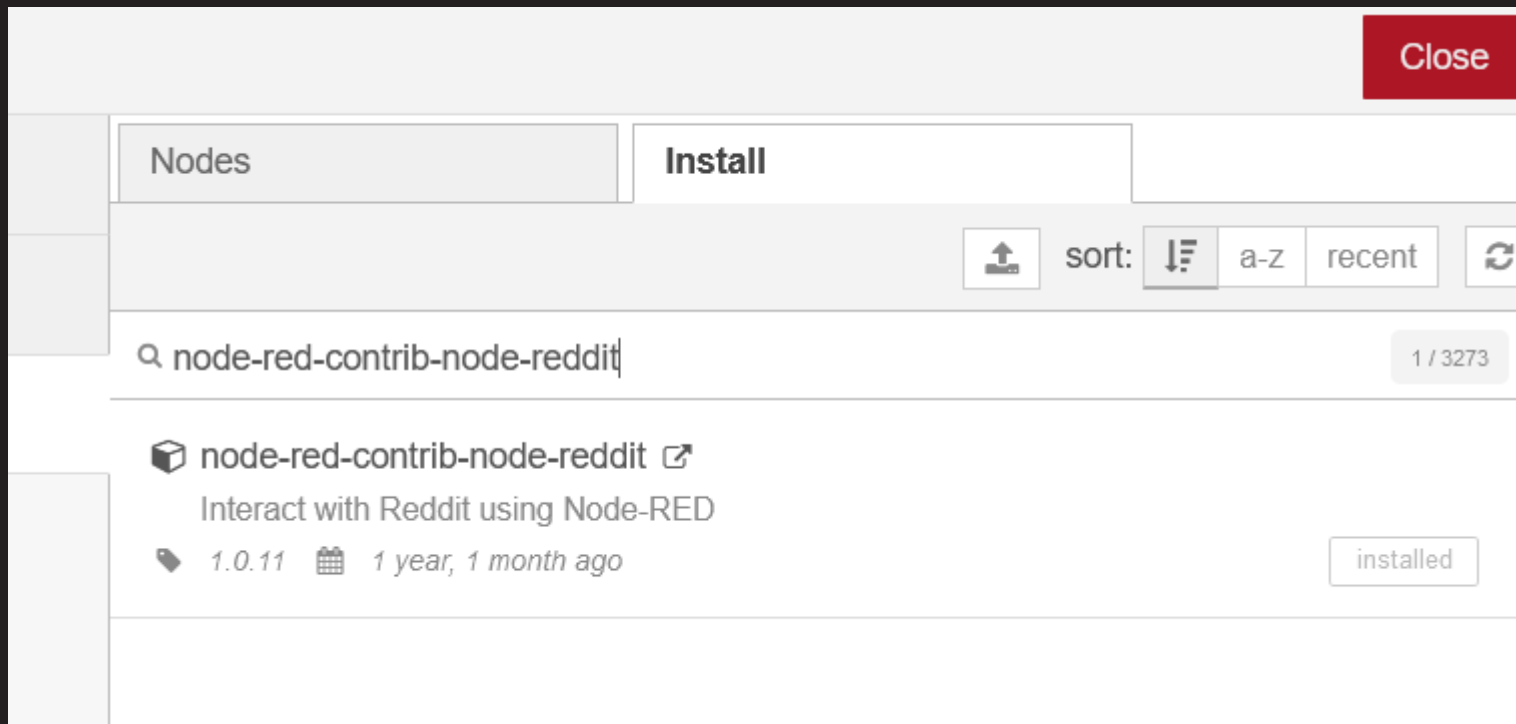 Close
Nodes Install
sort: a-z recent
node-red-contrib-node-reddit 1 / 3273
node-red-contrib-node-reddit
Interact with Reddit using Node-RED
1.0.11 1 year, 1 month ago
installed